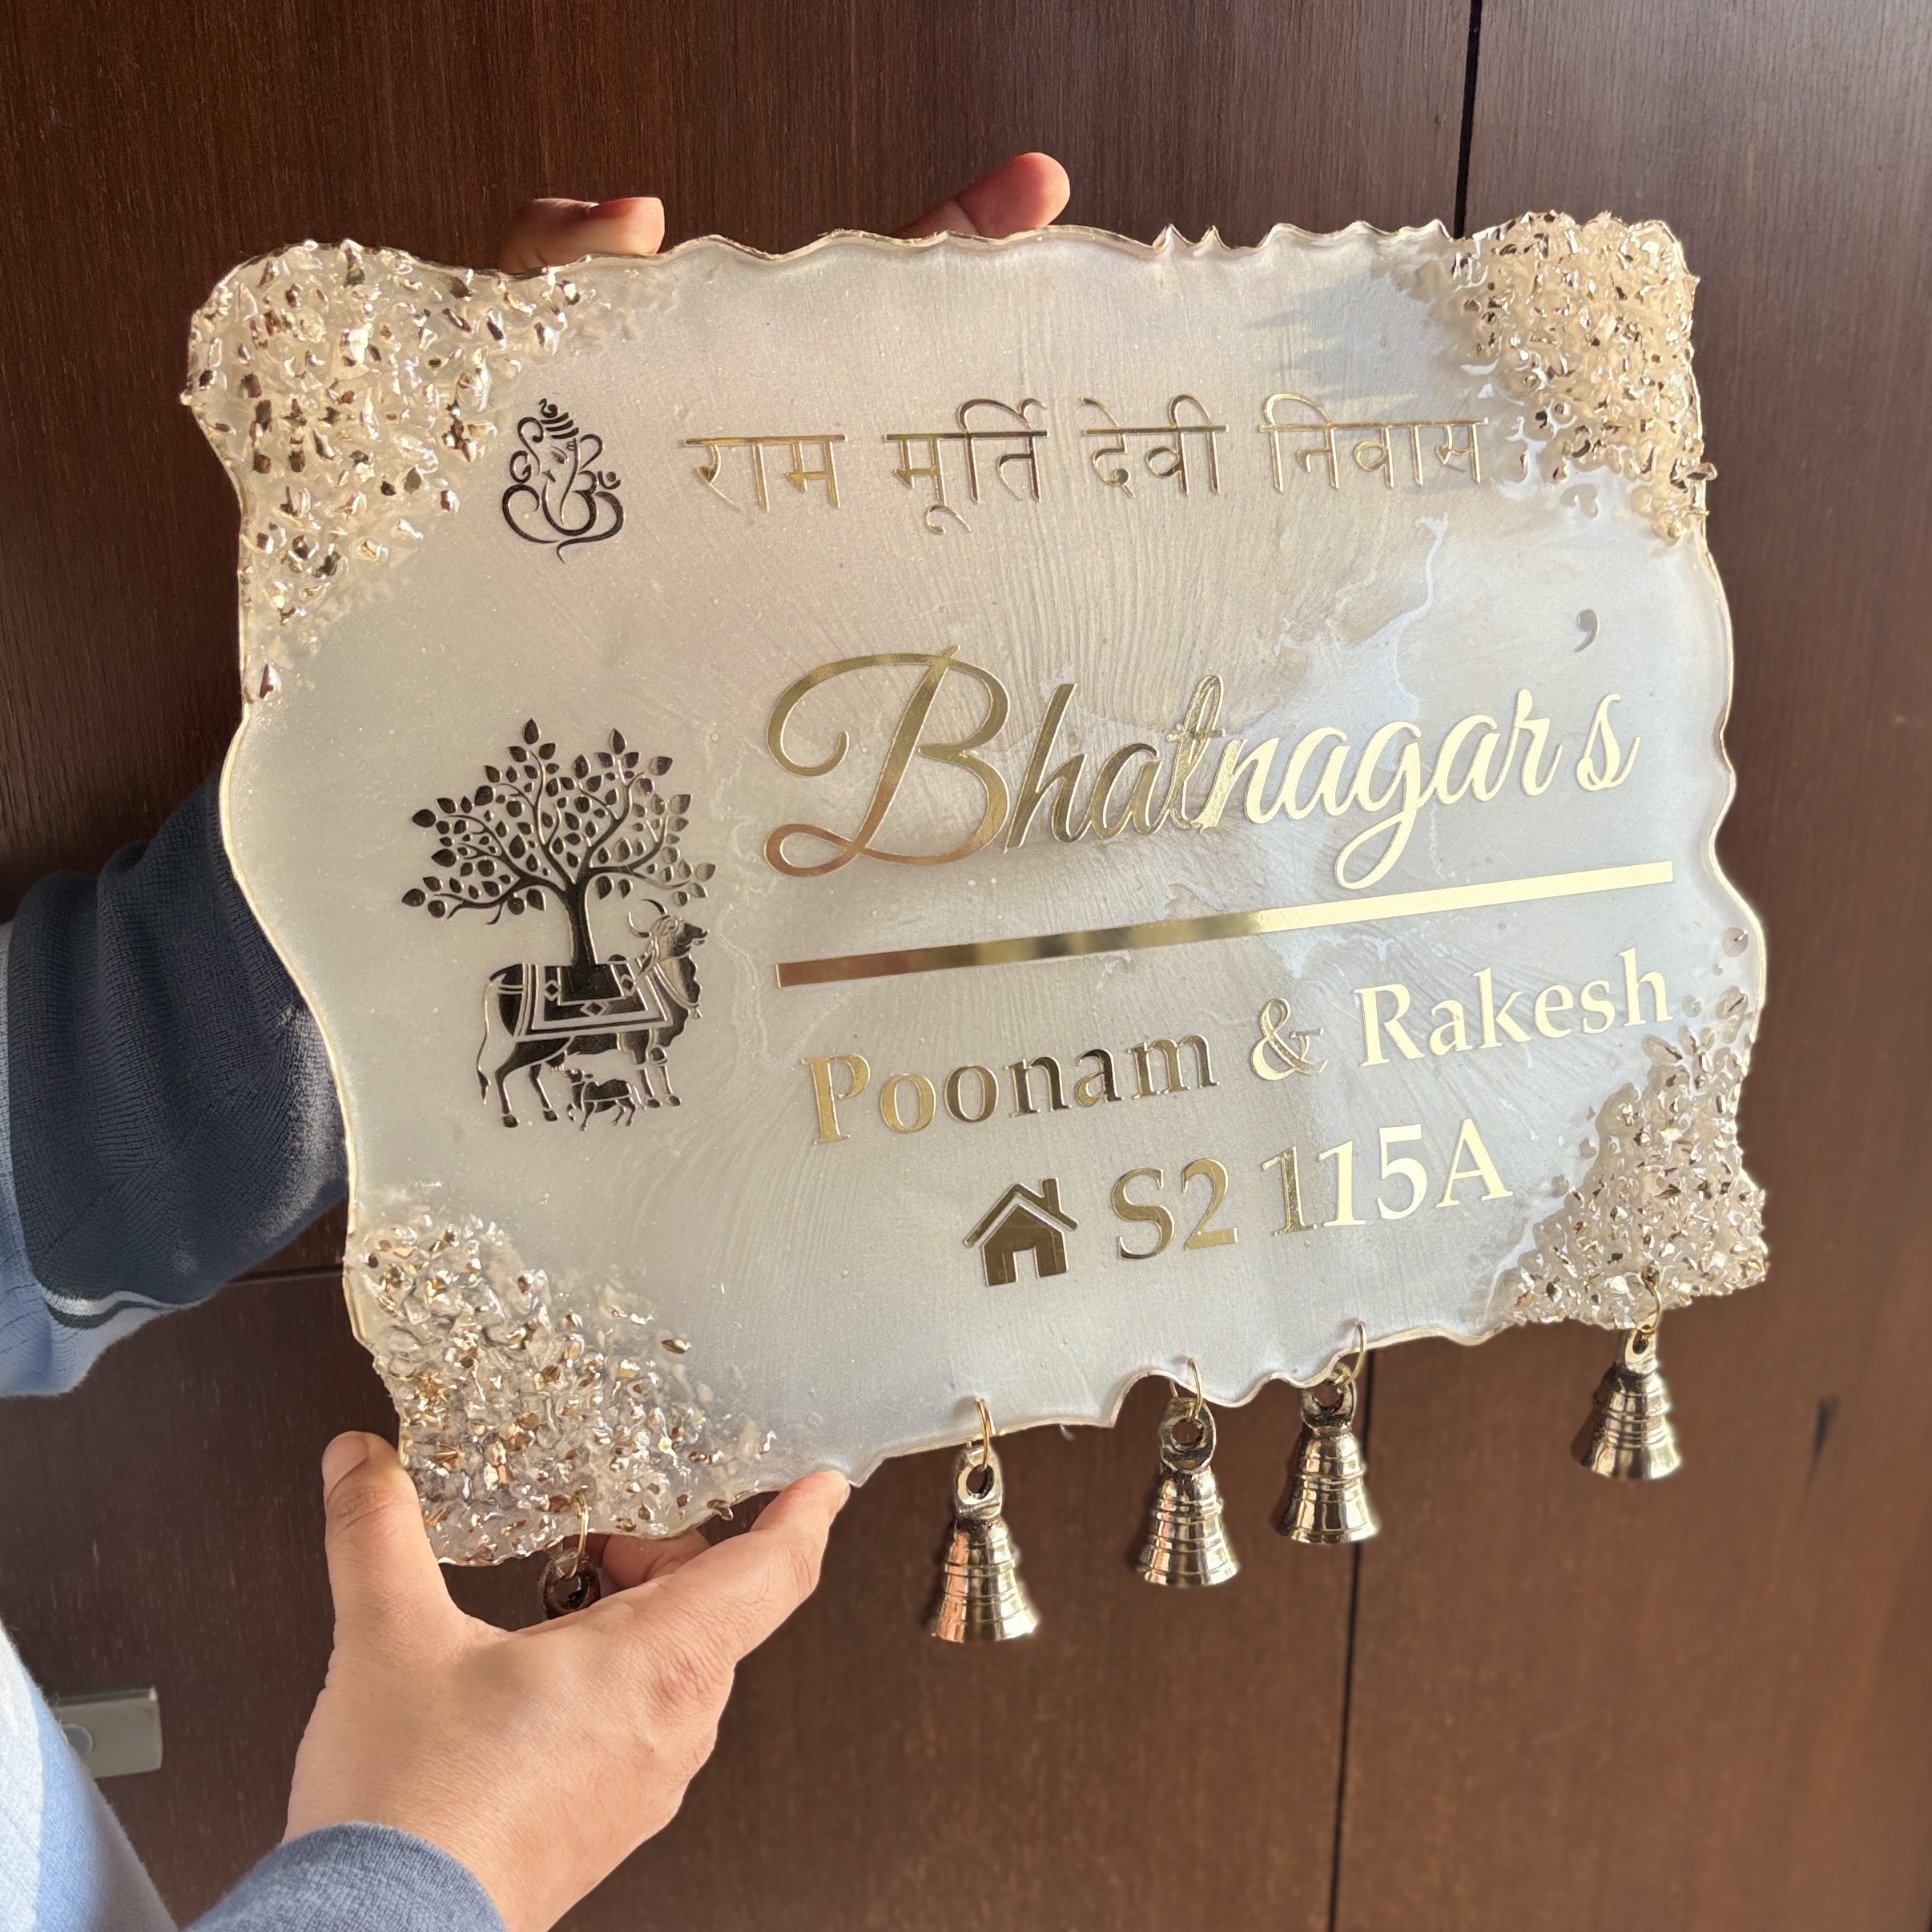 राम मूर्ति देवी निवास
Bhatnagar's
Poonam & Rakesh
S2 115A